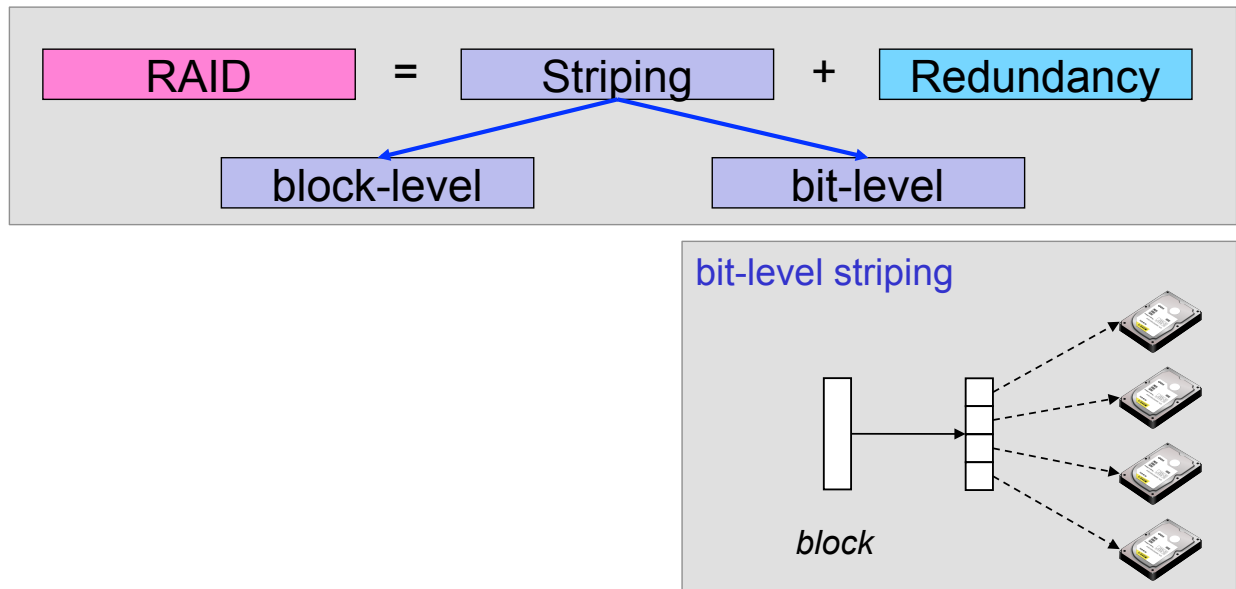 RAID = Striping + Redundancy
block-level bit-level
bit-level striping
block